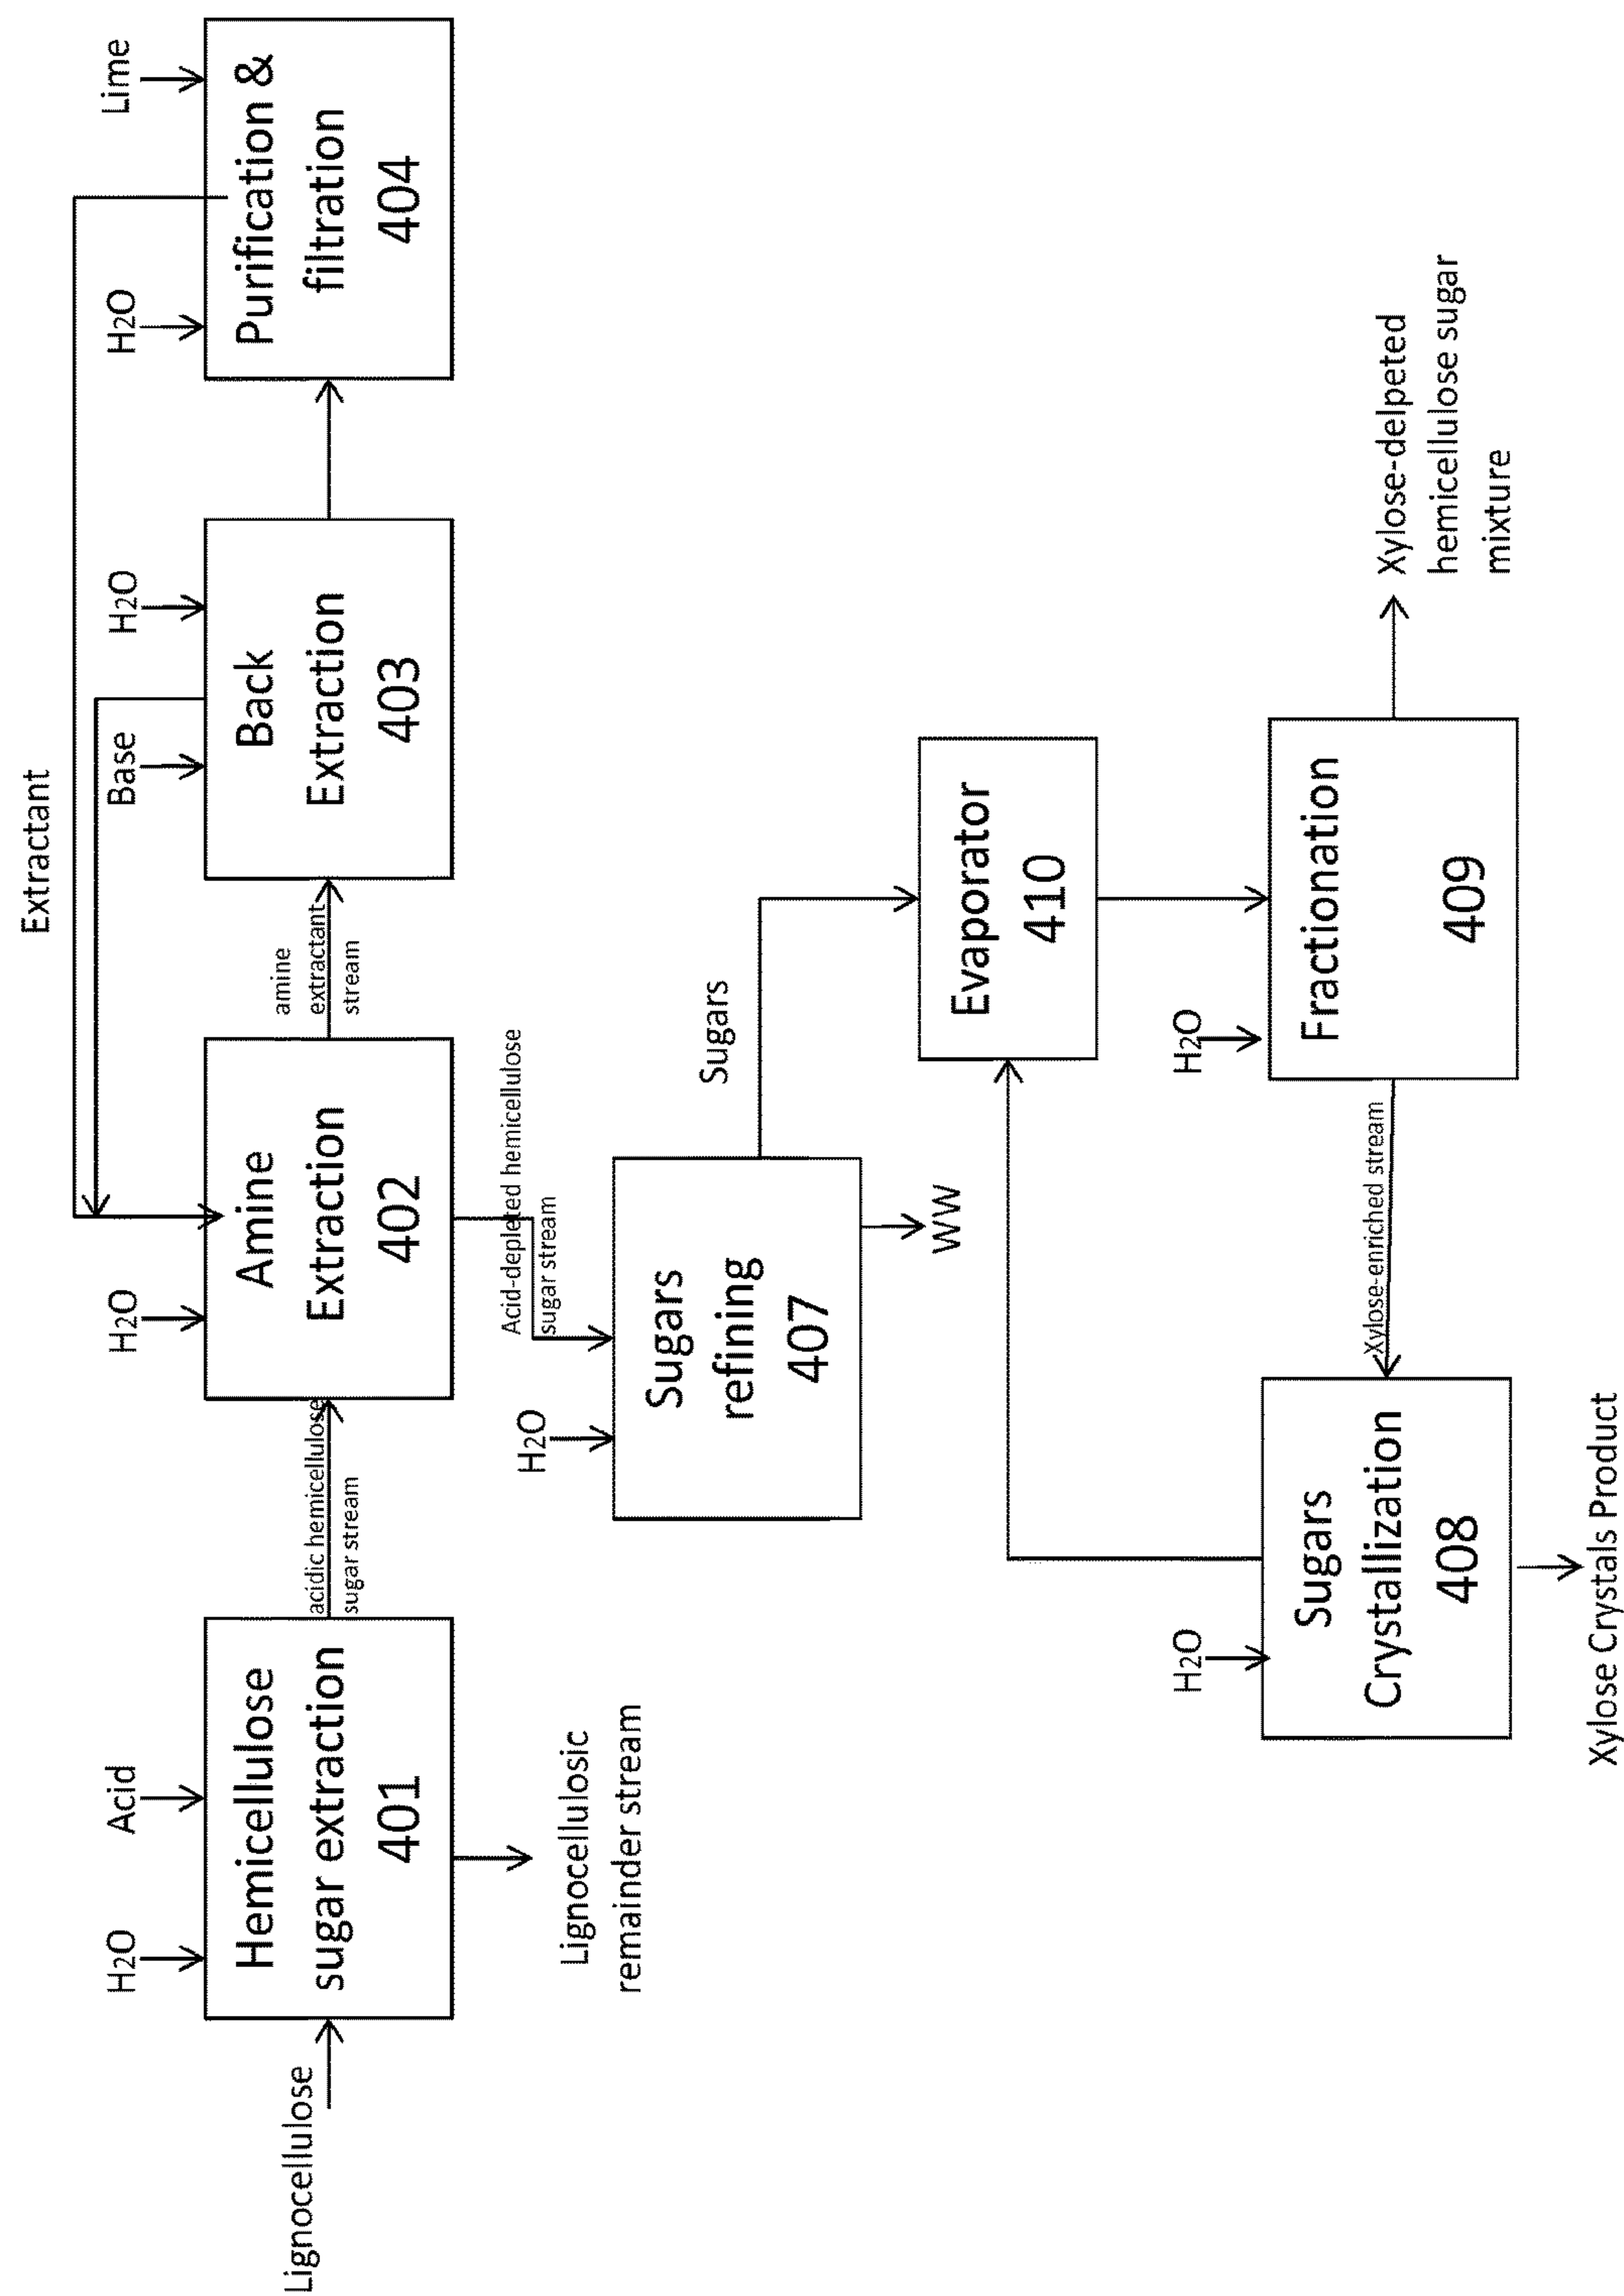 Extractant
H2O
Acid
H2O
Base
H2O
H2O
Lime
Lignocellulose
Hemicellulose
sugar extraction
401
acidic hemicellulose
sugar stream
Amine
Extraction
402
amine
extractant
stream
Back
Extraction
403
Purification &
filtration
404
Lignocellulosic
remainder stream
Acid-depleted hemicellulose
sugar stream
H2O
Sugars
refining
407
Sugars
WW
Evaporator
410
H2O
Sugars
Crystallization
408
Xylose-enriched stream
H2O
Fractionation
409
Xylose-delpeted
hemicellulose sugar
mixture
Xylose Crystals Product